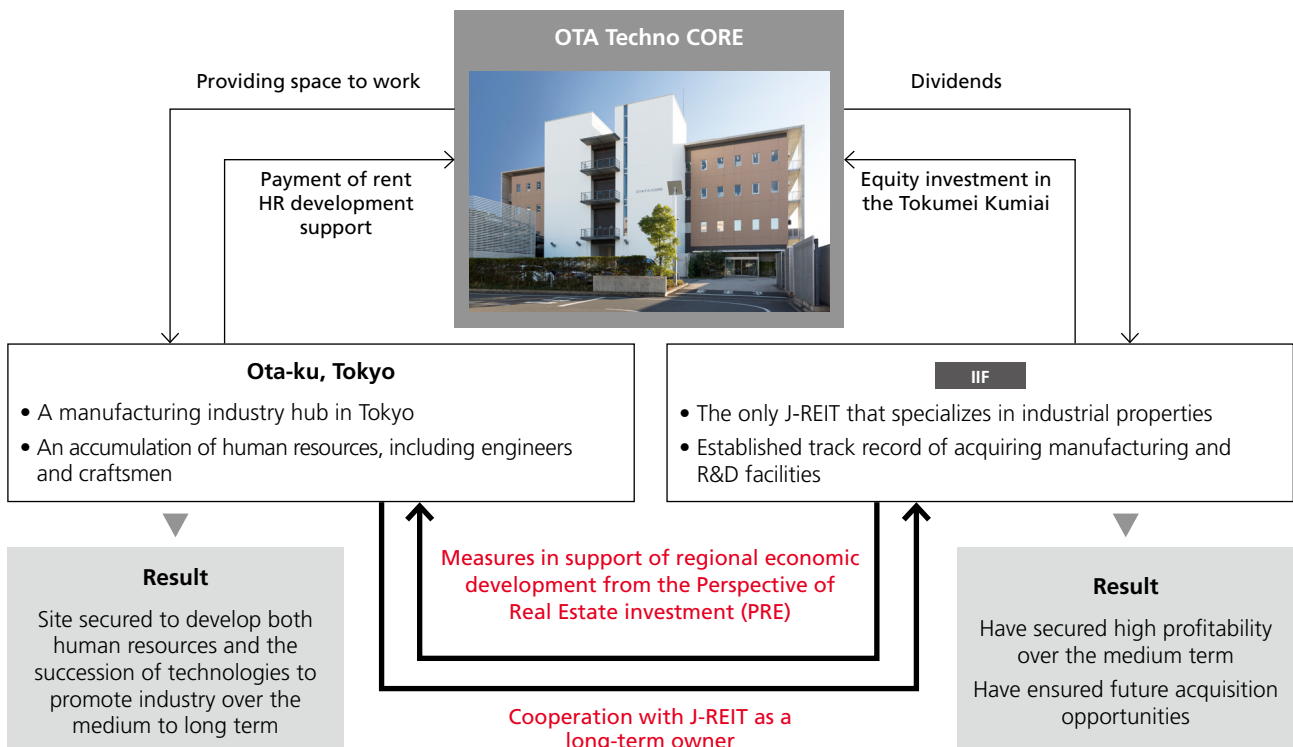 OTA Techno CORE
Providing space to work
Dividends
Payment of rent
HR development
support
Equity investment in
the Tokumei Kumiai
Ota-ku, Tokyo
• A manufacturing industry hub in Tokyo
• An accumulation of human resources, including engineers
and craftsmen
IIF
• The only J-REIT that specializes in industrial properties
• Established track record of acquiring manufacturing and
R&D facilities
Measures in support of regional economic
development from the Perspective of
Real Estate investment (PRE)
Result
Site secured to develop both
human resources and the
succession of technologies to
promote industry over the
medium to long term
Result
Have secured high profitability
over the medium term
Have ensured future acquisition
opportunities
Cooperation with J-REIT as a
long-term owner